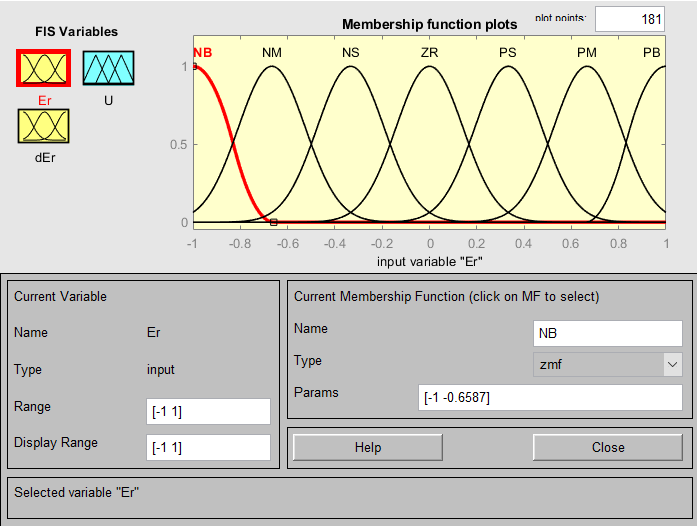 FIS Variables
Er
U
dEr
Membership function plots
plot points:
181
NB NM NS ZR PS PM PB
1
0.5
0
-1 -0.8 -0.6 -0.4 -0.2 0 0.2 0.4 0.6 0.8 1
input variable "Er"
Current Variable
Name Er
Type input
Range [-1 1]
Display Range [-1 1]
Current Membership Function (click on MF to select)
Name NB
Type zmf
Params [-1 -0.6587]
Help Close
Selected variable "Er"